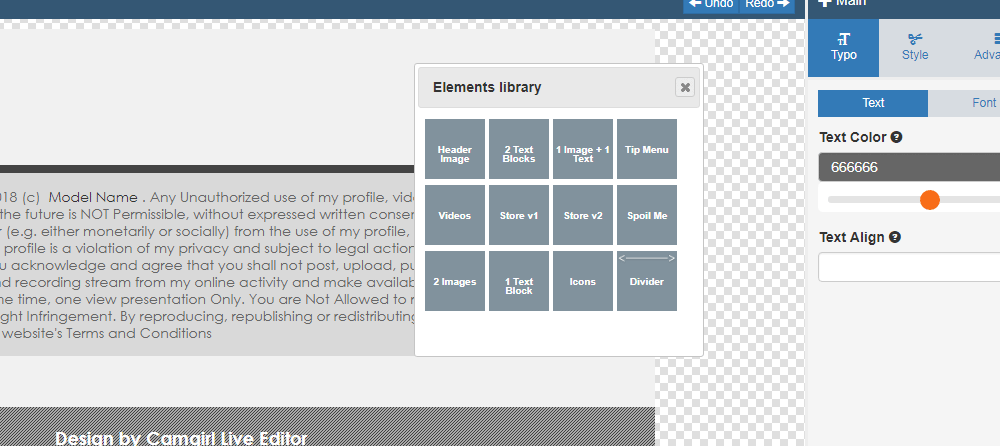 Undo Redo
Main
Typo Style Adva
Elements library
Text Font
Header Image
2 Text Blocks
1 Image + 1 Text
Tip Menu
Text Color
666666
Videos
Store v1
Store v2
Spoil Me
Text Align
2 Images
1 Text Block
Icons
Divider
018 (c) Model Name . Any Unauthorized use of my profile, vide
the future is NOT Permissible, without expressed written conser
(e.g. either monetarily or socially) from the use of my profile,
profile is a violation of my privacy and subject to legal action
u acknowledge and agree that you shall not post, upload, pu
nd recording stream from my online activity and make availab
me time, one view presentation Only. You are Not Allowed to r
ght Infringement. By reproducing, republishing or redistributing
website's Terms and Conditions
Design by Camgirl Live Editor